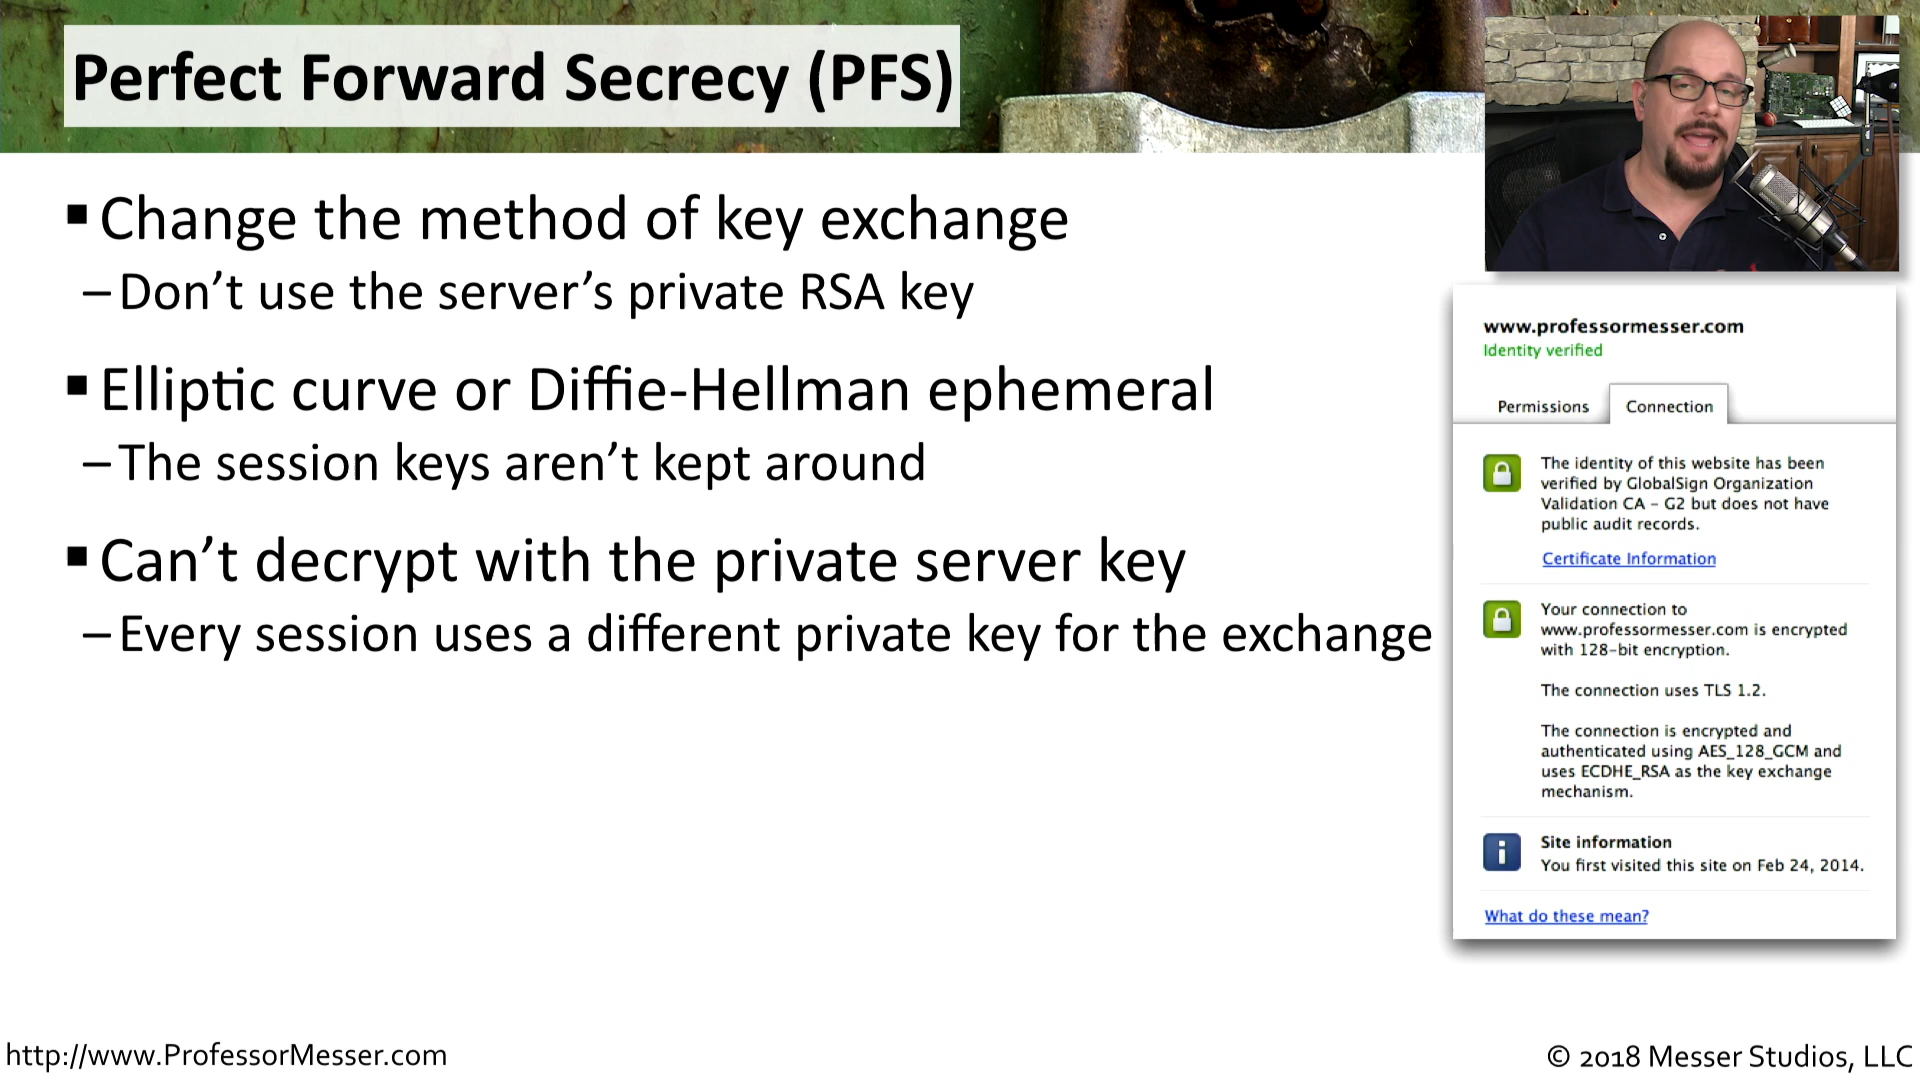 Perfect Forward Secrecy (PFS)
▪ Change the method of key exchange
– Don’t use the server’s private RSA key
▪ Elliptic curve or Diffie-Hellman ephemeral
– The session keys aren’t kept around
▪ Can’t decrypt with the private server key
– Every session uses a different private key for the exchange
www.professormesser.com
Identity verified
Permissions
Connection
The identity of this website has been
verified by GlobalSign Organization
Validation CA – G2 but does not have
public audit records.
Certificate Information
Your connection to
www.professormesser.com is encrypted
with 128-bit encryption.
The connection uses TLS 1.2.
The connection is encrypted and
authenticated using AES_128_GCM and
uses ECDHE_RSA as the key exchange
mechanism.
Site information
You first visited this site on Feb 24, 2014.
What do these mean?
http://www.ProfessorMesser.com
© 2018 Messer Studios, LLC